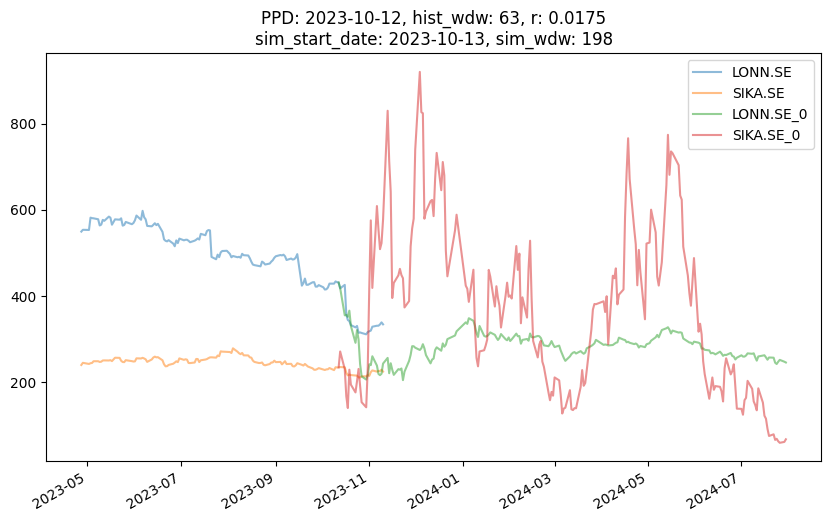 PPD: 2023-10-12, hist_wdw: 63, r: 0.0175
sim_start_date: 2023-10-13, sim_wdw: 198
LONN.SE
SIKA.SE
LONN.SE_0
SIKA.SE_0
800
600
400
200
2023-05
2023-07
2023-09
2023-11
2024-01
2024-03
2024-05
2024-07